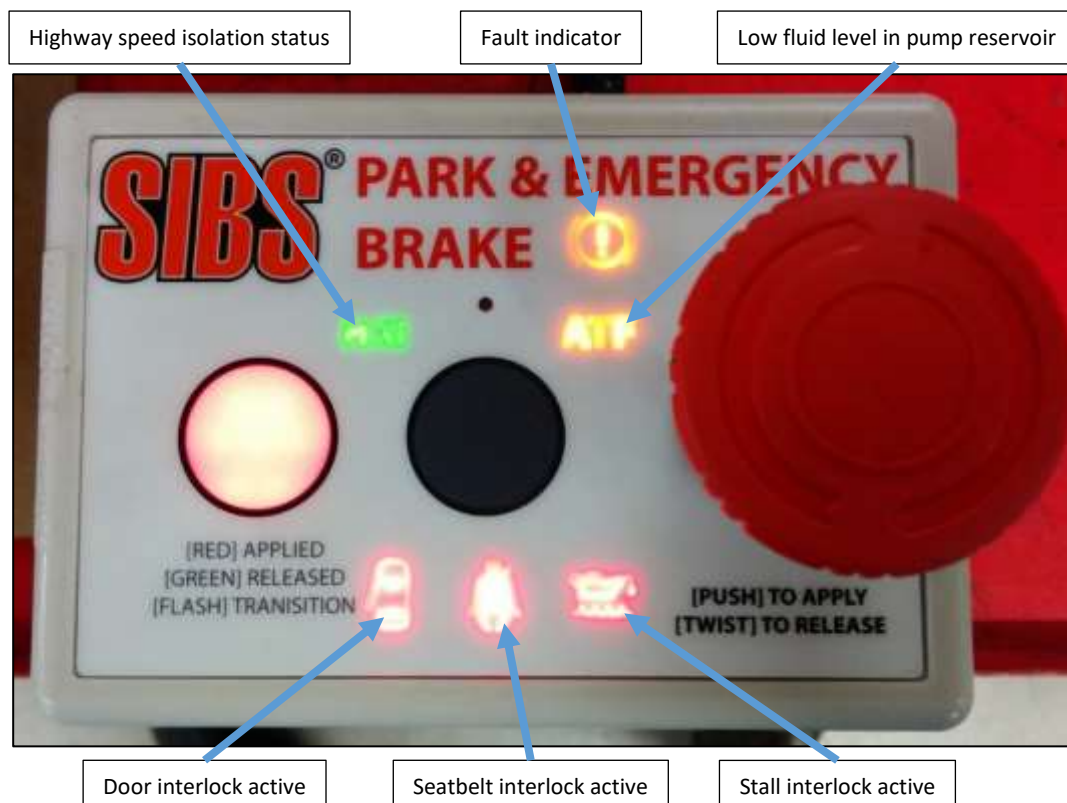 Highway speed isolation status
Fault indicator
Low fluid level in pump reservoir
SIBS® PARK & EMERGENCY
BRAKE
ATF
[RED] APPLIED
[GREEN] RELEASED
[FLASH] TRANISITION
[PUSH] TO APPLY
[TWIST] TO RELEASE
Door interlock active
Seatbelt interlock active
Stall interlock active